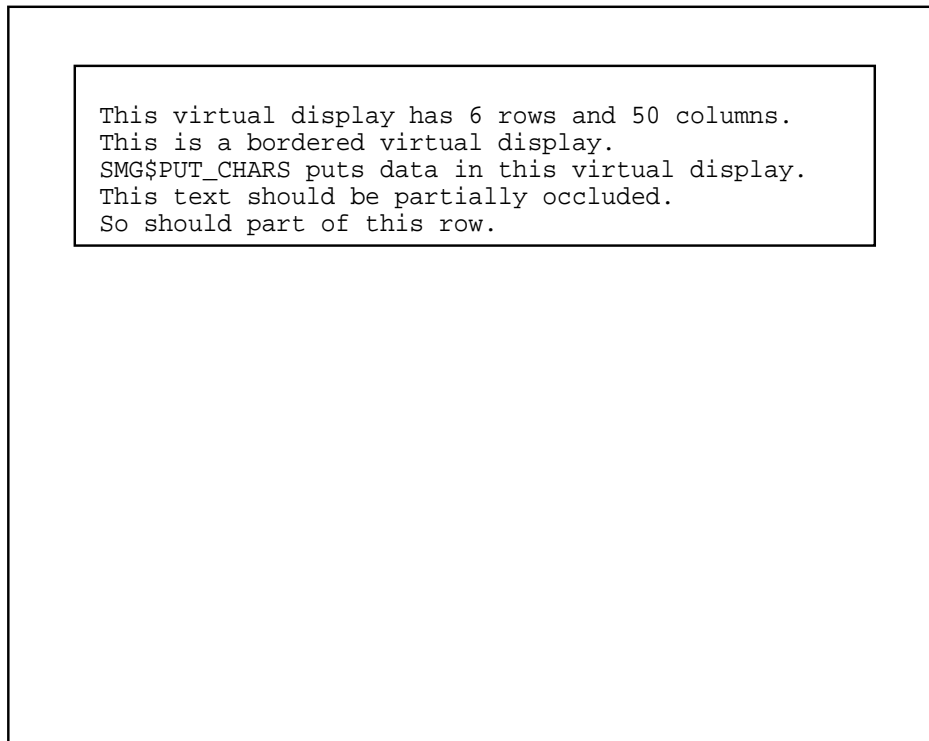 This virtual display has 6 rows and 50 columns.
This is a bordered virtual display.
SMG$PUT_CHARS puts data in this virtual display.
This text should be partially occluded.
So should part of this row.